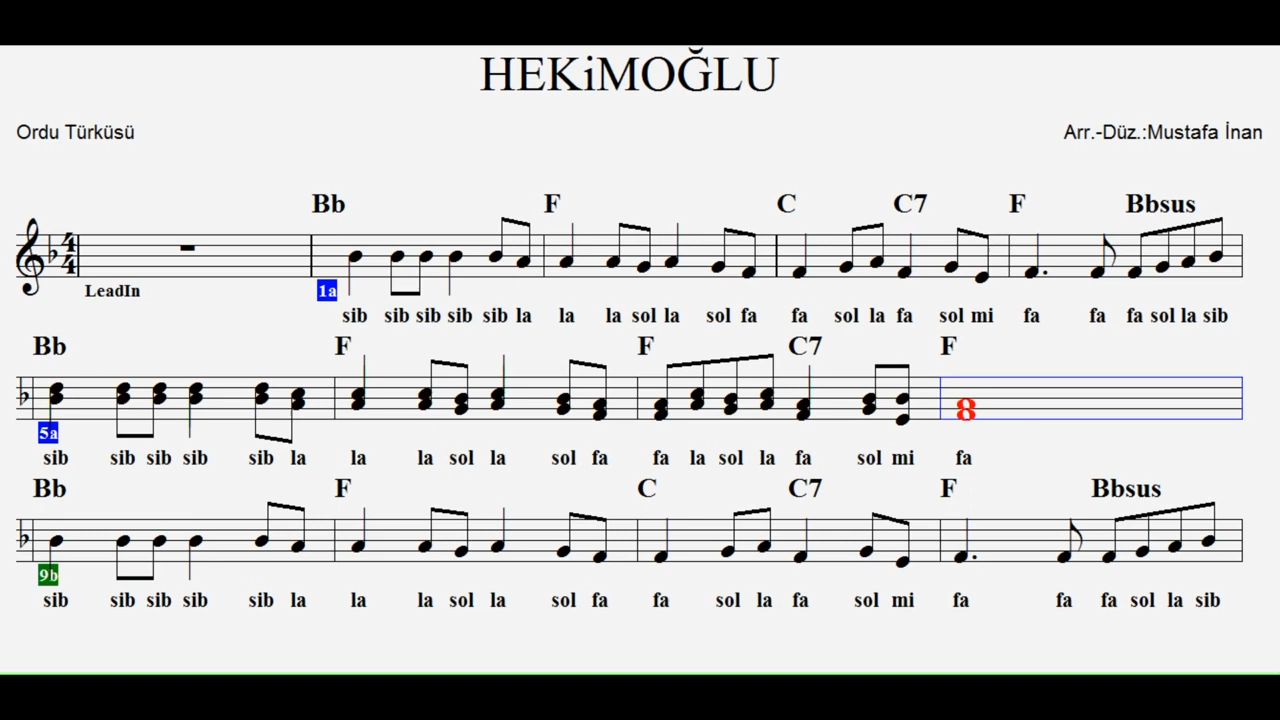 HEKiMOĞLU
Ordu Türküsü
Arr.-Düz.:Mustafa İnan
Bb F C C7 F Bbsus
4
4
LeadIn
1a
sib sib sib sib sib la la la sol la sol fa fa sol la fa sol mi fa fa fa sol la sib
Bb F F C7 F
5a
sib sib sib sib sib la la la sol la sol fa fa la sol la fa sol mi fa
Bb F C C7 F Bbsus
9b
sib sib sib sib sib la la la sol la sol fa fa sol la fa sol mi fa fa fa sol la sib